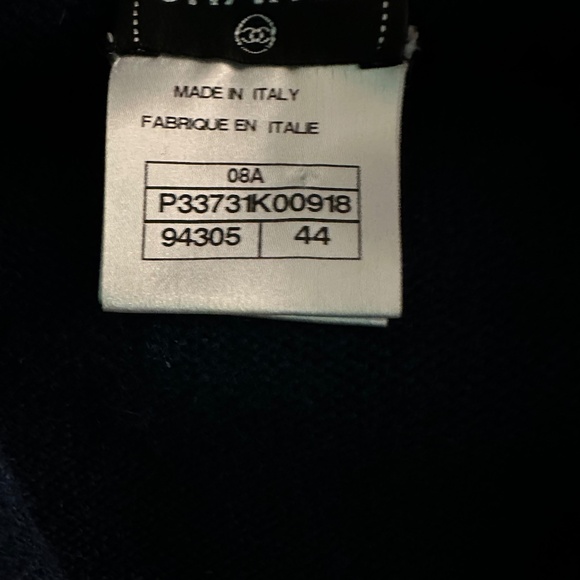 MADE IN ITALY
FABRIQUE EN ITALIE
08A
P33731K00918
94305 44